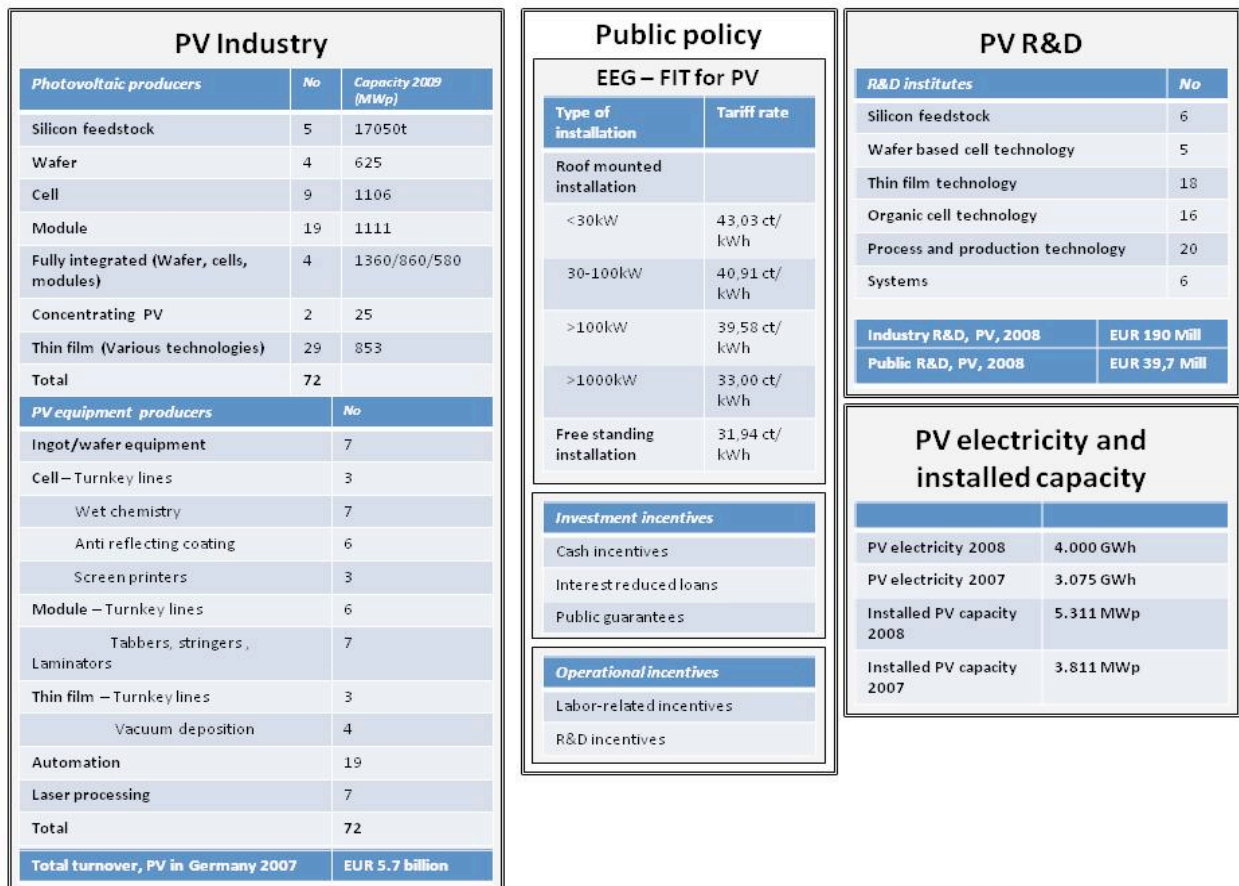 PV Industry
Photovoltaic producers No Capacity 2009
(MWp)
Silicon feedstock 5 17050t
Wafer 4 625
Cell 9 1106
Module 19 1111
Fully integrated (Wafer, cells, 4 1360/860/580
modules)
Concentrating PV 2 25
Thin film (Various technologies) 29 853
Total 72
PV equipment producers No
Ingot/wafer equipment 7
Cell – Turnkey lines 3
Wet chemistry 7
Anti reflecting coating 6
Screen printers 3
Module – Turnkey lines 6
Tabbers, stringers , 7
Laminators
Thin film – Turnkey lines 3
Vacuum deposition 4
Automation 19
Laser processing 7
Total 72
Total turnover, PV in Germany 2007 EUR 5.7 billion
Public policy
EEG – FIT for PV
Type of Tariff rate
installation
Roof mounted
installation
<30kW 43,03 ct/
kWh
30-100kW 40,91 ct/
kWh
>100kW 39,58 ct/
kWh
>1000kW 33,00 ct/
kWh
Free standing 31,94 ct/
installation kWh
Investment incentives
Cash incentives
Interest reduced loans
Public guarantees
Operational incentives
Labor-related incentives
R&D incentives
PV R&D
R&D institutes No
Silicon feedstock 6
Wafer based cell technology 5
Thin film technology 18
Organic cell technology 16
Process and production technology 20
Systems 6
Industry R&D, PV, 2008 EUR 190 Mill
Public R&D, PV, 2008 EUR 39,7 Mill
PV electricity and
installed capacity
PV electricity 2008 4.000 GWh
PV electricity 2007 3.075 GWh
Installed PV capacity 5.311 MWp
2008
Installed PV capacity 3.811 MWp
2007